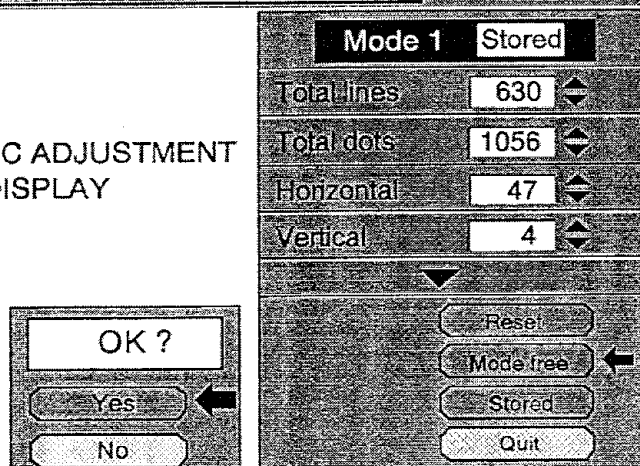 Mode 1 Stored
Total lines 630
Total dots 1056
C ADJUSTMENT
ISPLAY
Horizontal 47
Vertical 4
OK ?
Yes
No
Reset
Mode free
Stored
Quit